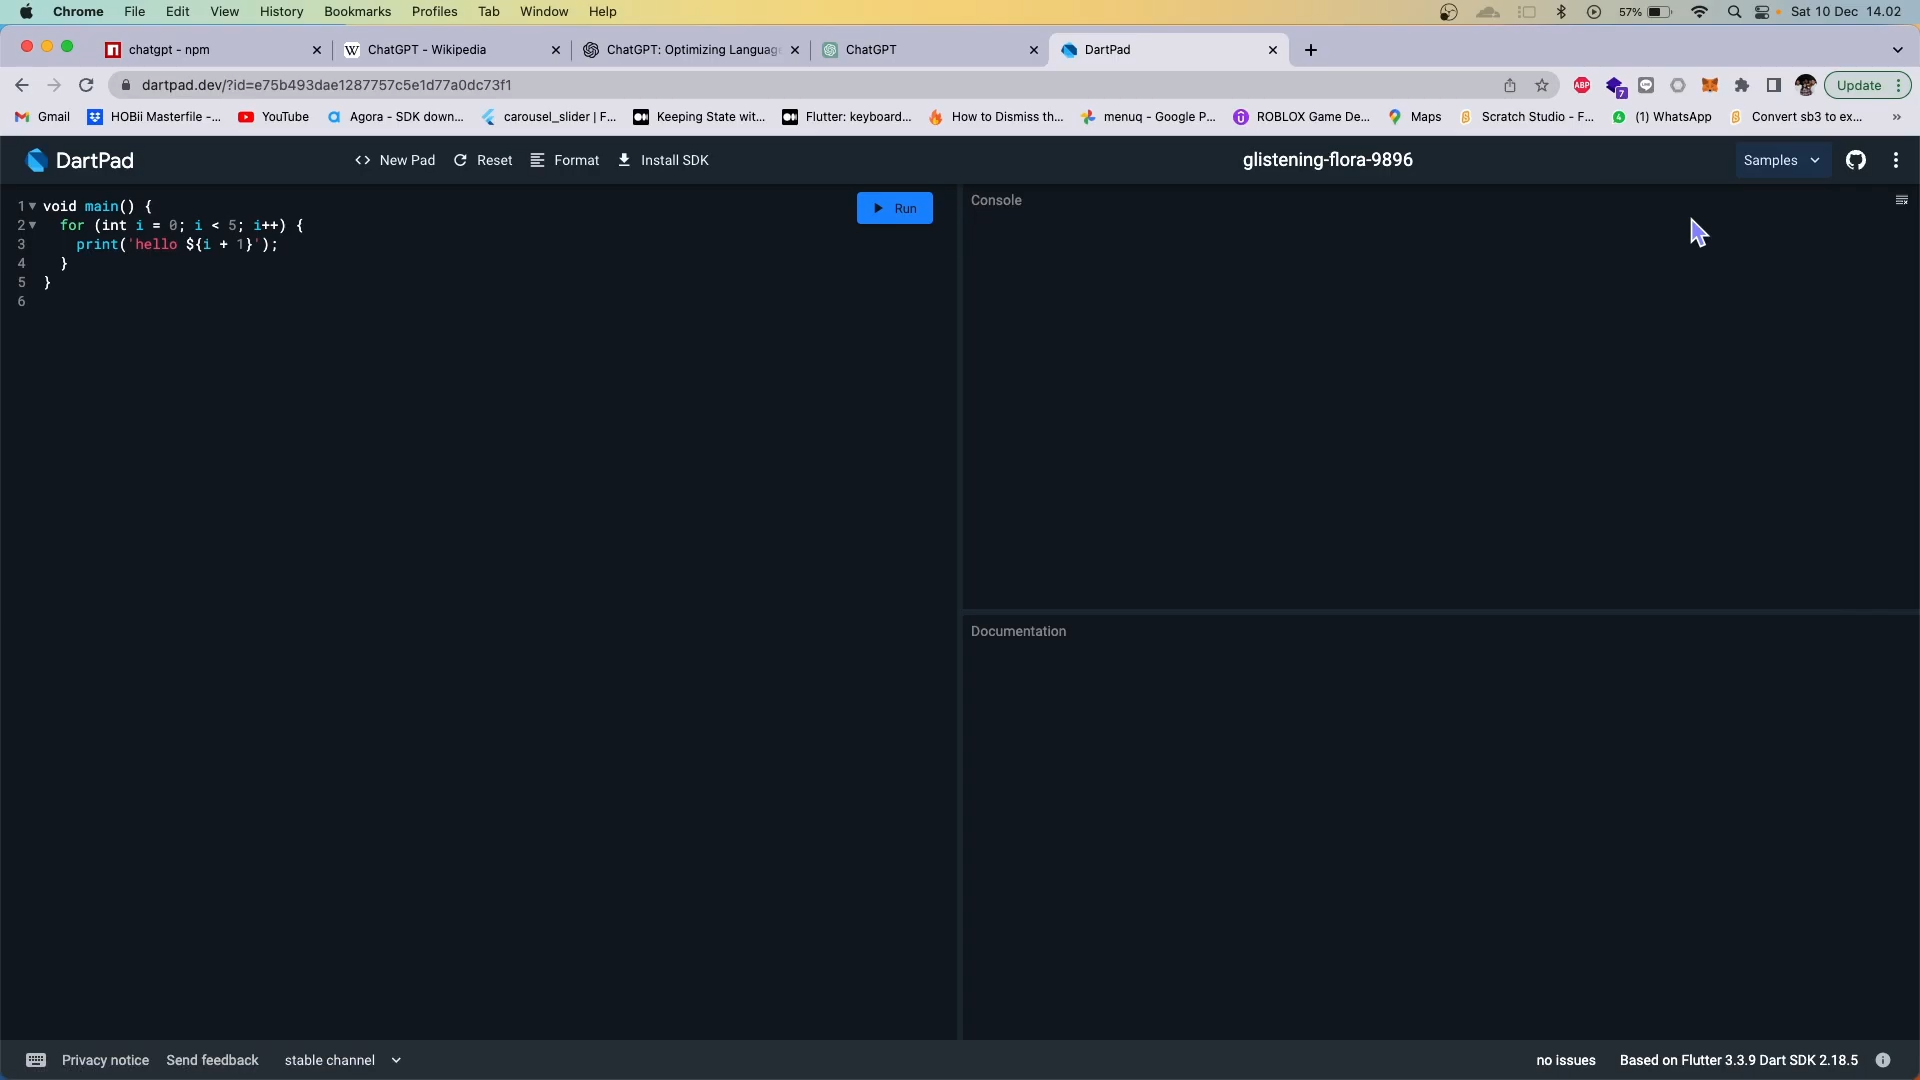 Chrome File Edit View History Bookmarks Profiles Tab Window Help 57% Sat 10 Dec 14.02
chatgpt - npm ChatGPT - Wikipedia ChatGPT: Optimizing Languag ChatGPT DartPad
dartpad.dev/?id=e75b493dae1287757c5e1d77a0dc73f1 ABP 7 Update
Gmail HOBii Masterfile -... YouTube Agora - SDK down... carousel_slider | F... Keeping State wit... Flutter: keyboard... How to Dismiss th... menuq - Google P... ROBLOX Game De... Maps Scratch Studio - F... (1) WhatsApp Convert sb3 to ex... »
DartPad <> New Pad Reset Format Install SDK glistening-flora-9896 Samples
1 void main() {
2 for (int i = 0; i < 5; i++) {
3 print('hello ${i + 1}');
4 }
5 }
6
Run
Console
Documentation
Privacy notice Send feedback stable channel no issues Based on Flutter 3.3.9 Dart SDK 2.18.5